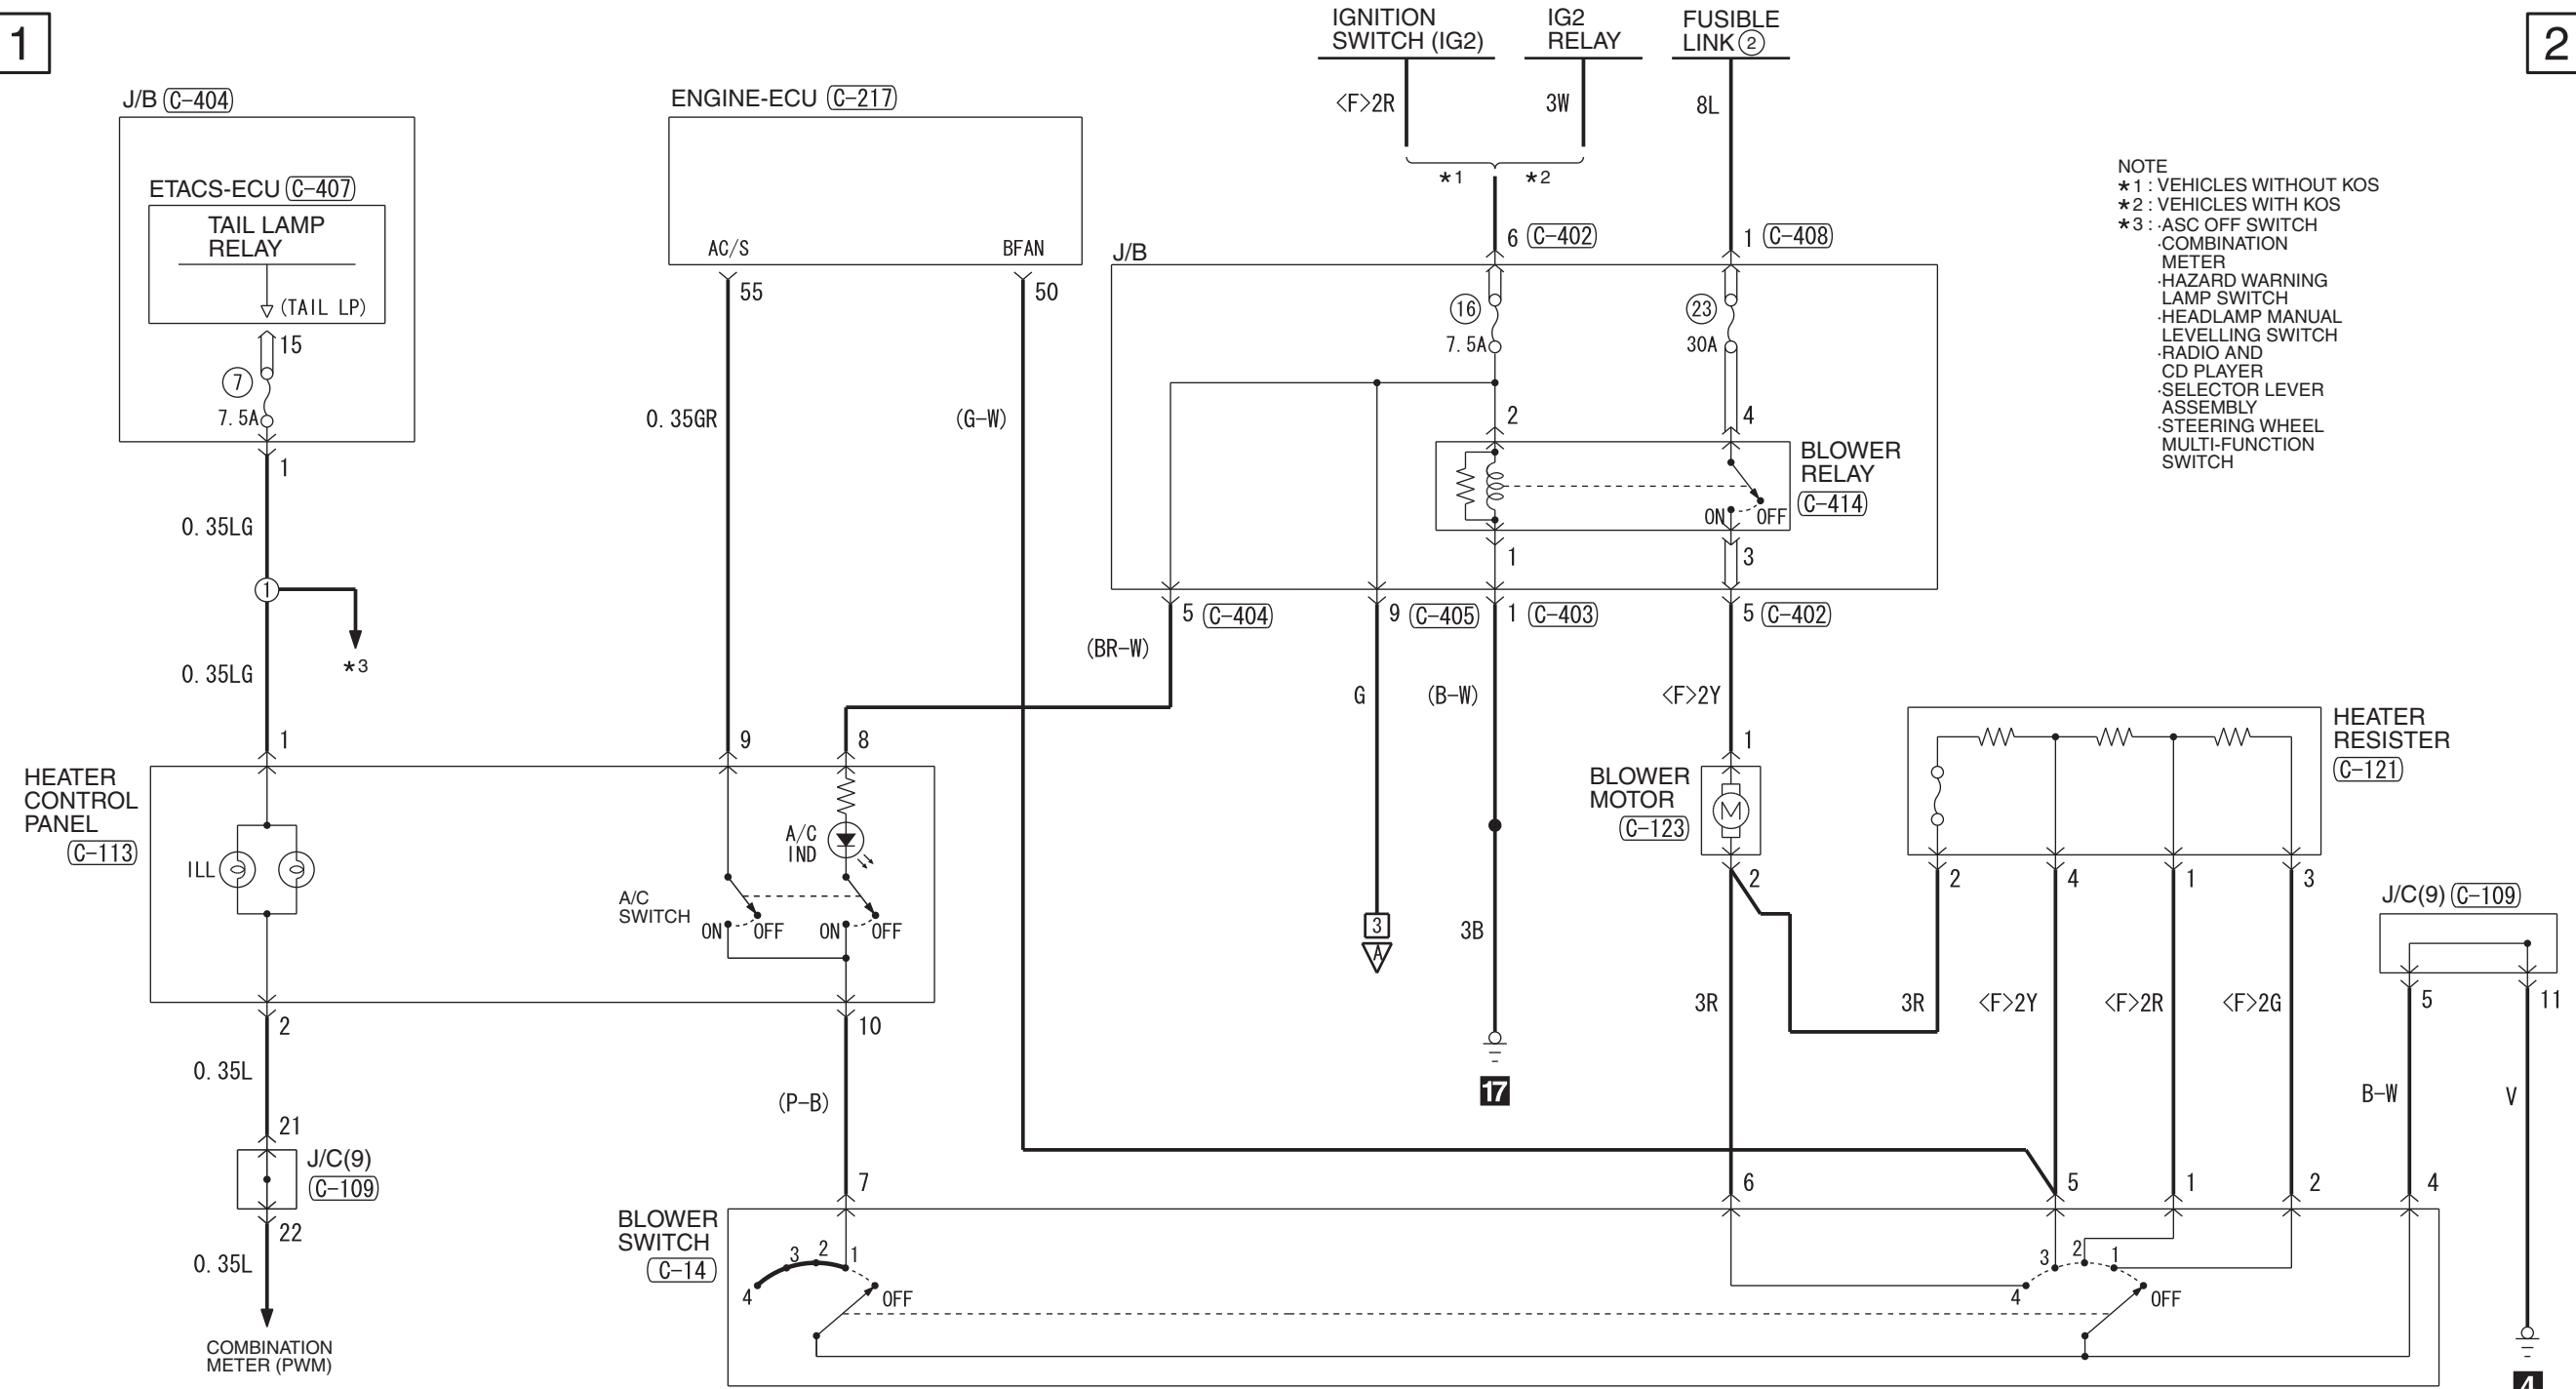 1
2
IGNITION
SWITCH (IG2)
IG2
RELAY
FUSIBLE
LINK 2
<F>2R
3W
8L
*1
*2
NOTE
*1 : VEHICLES WITHOUT KOS
*2 : VEHICLES WITH KOS
*3 : ·ASC OFF SWITCH
·COMBINATION
METER
·HAZARD WARNING
LAMP SWITCH
·HEADLAMP MANUAL
LEVELLING SWITCH
·RADIO AND
CD PLAYER
·SELECTOR LEVER
ASSEMBLY
·STEERING WHEEL
MULTI-FUNCTION
SWITCH
J/B C-404
ETACS-ECU C-407
TAIL LAMP
RELAY
(TAIL LP)
15
7
7.5A
1
0.35LG
1
*3
0.35LG
1
ENGINE-ECU C-217
AC/S
BFAN
55
50
0.35GR
(G-W)
9
8
J/B
6 C-402
1 C-408
16
7.5A
23
30A
2
4
BLOWER
RELAY
C-414
ON
OFF
1
3
5 C-404
9 C-405
1 C-403
5 C-402
(BR-W)
G
(B-W)
<F>2Y
3
A
3B
17
1
BLOWER
MOTOR
C-123
M
2
HEATER
RESISTER
C-121
2
4
1
3
3R
3R
<F>2Y
<F>2R
<F>2G
J/C(9) C-109
5
11
B-W
V
4
HEATER
CONTROL
PANEL
C-113
ILL
A/C
SWITCH
A/C
IND
ON
OFF
ON
OFF
2
10
0.35L
(P-B)
21
J/C(9)
C-109
22
0.35L
COMBINATION
METER (PWM)
7
6
5
1
2
4
BLOWER
SWITCH
C-14
4
3
2
1
OFF
4
3
2
1
OFF